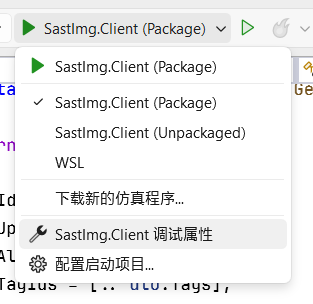 SastImg.Client (Package)
Ge
SastImg.Client (Package)
SastImg.Client (Package)
SastImg.Client (Unpackaged)
WSL
下载新的仿真程序...
SastImg.Client 调试属性
配置启动项目...
ta
rn
Id
Up
Al
TagIds = [.. dto.Tags];